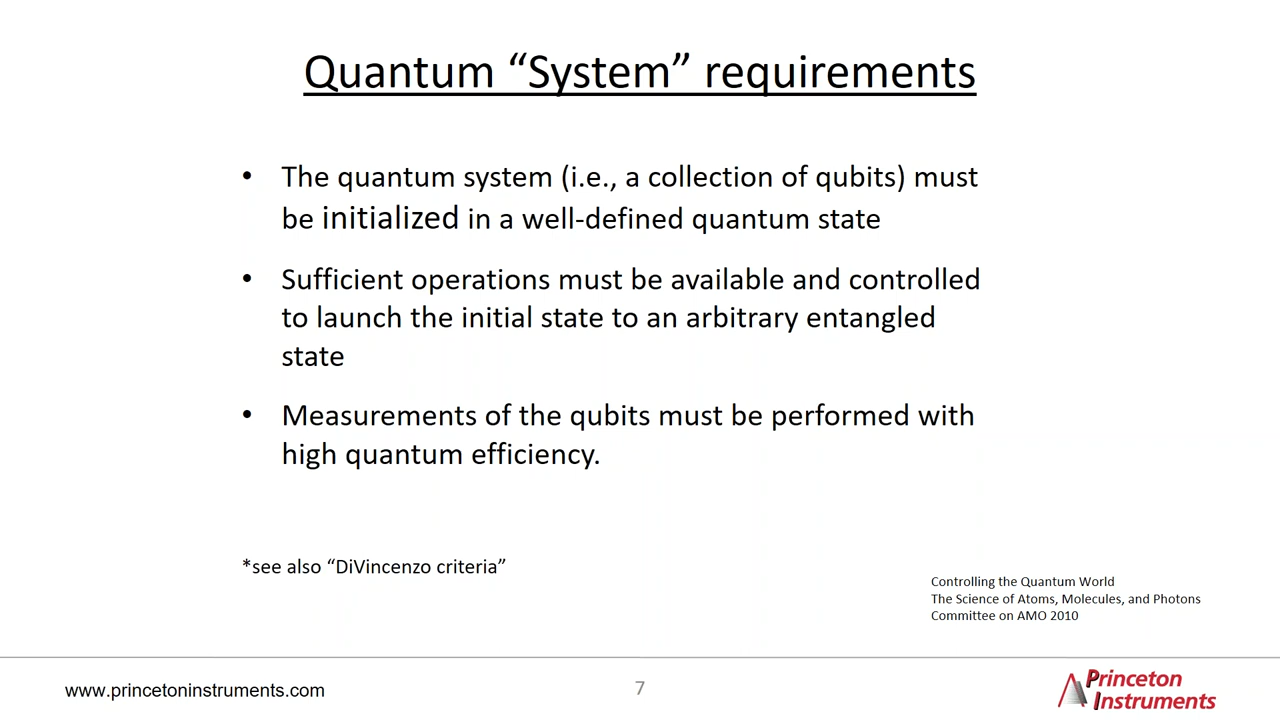 Quantum “System” requirements
• The quantum system (i.e., a collection of qubits) must
be initialized in a well-defined quantum state
• Sufficient operations must be available and controlled
to launch the initial state to an arbitrary entangled
state
• Measurements of the qubits must be performed with
high quantum efficiency.
*see also “DiVincenzo criteria”
Controlling the Quantum World
The Science of Atoms, Molecules, and Photons
Committee on AMO 2010
www.princetoninstruments.com
7
Princeton
Instruments